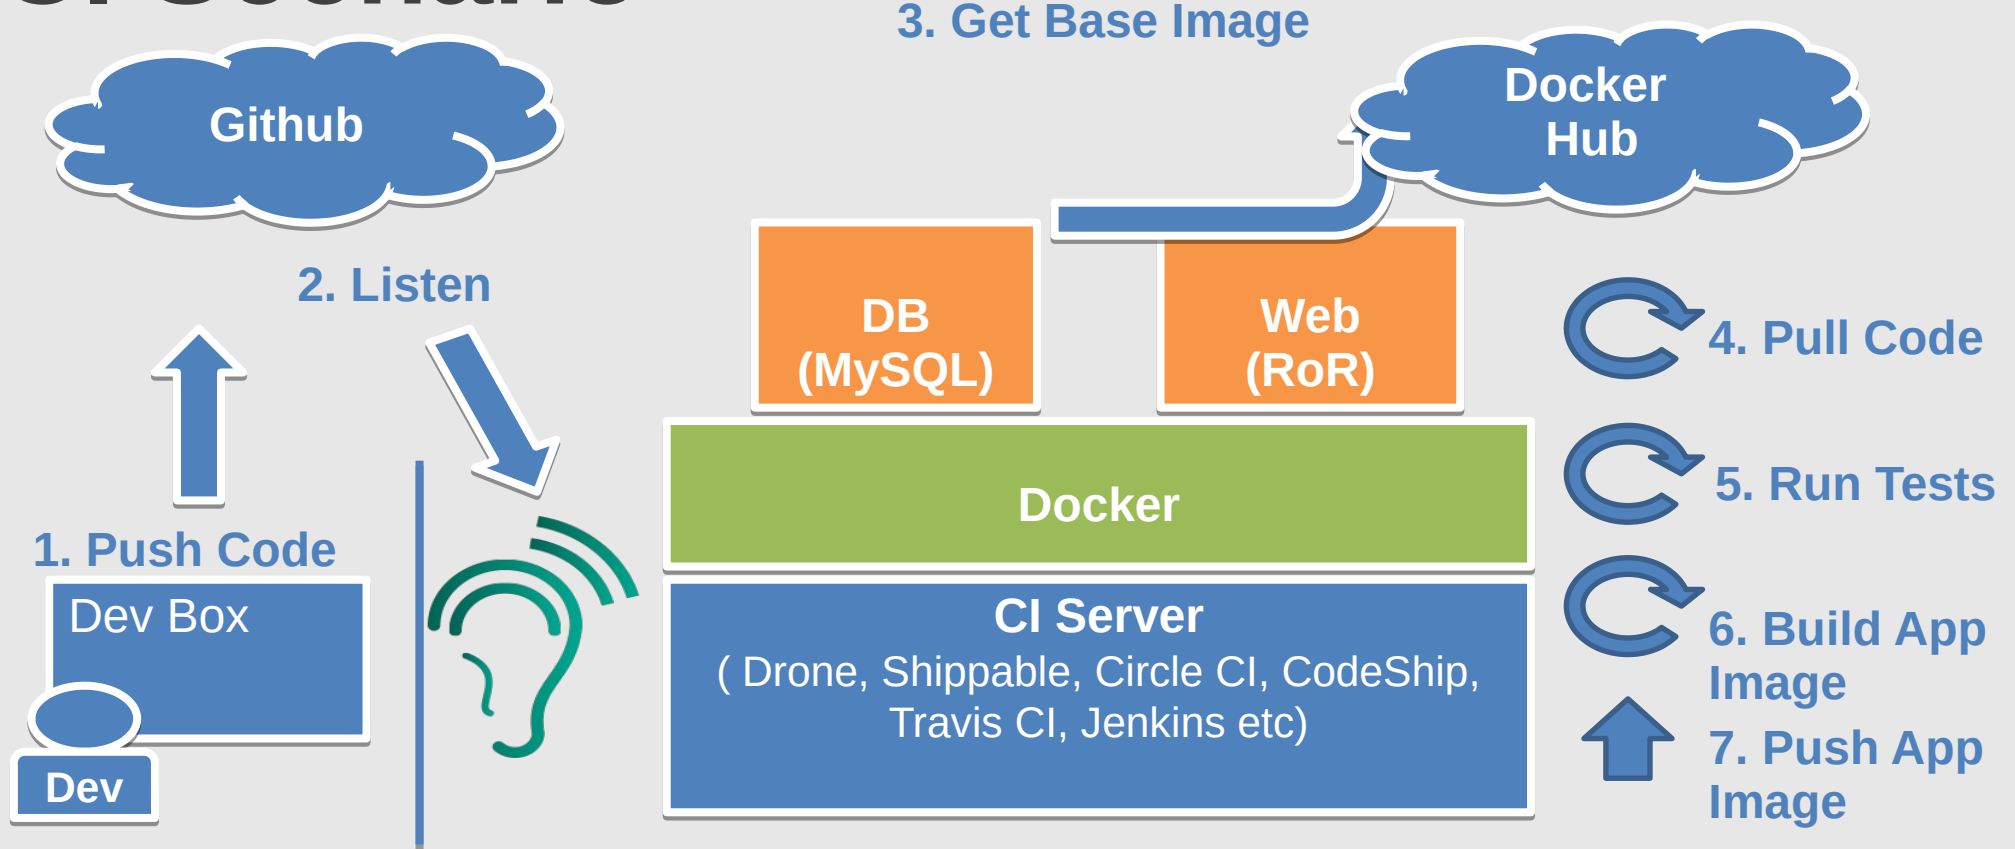 3. Get Base Image
Github
Docker
Hub
2. Listen
DB
(MySQL)
Web
(RoR)
4. Pull Code
Docker
5. Run Tests
1. Push Code
Dev Box
Dev
CI Server
( Drone, Shippable, Circle CI, CodeShip,
Travis CI, Jenkins etc)
6. Build App
Image
7. Push App
Image